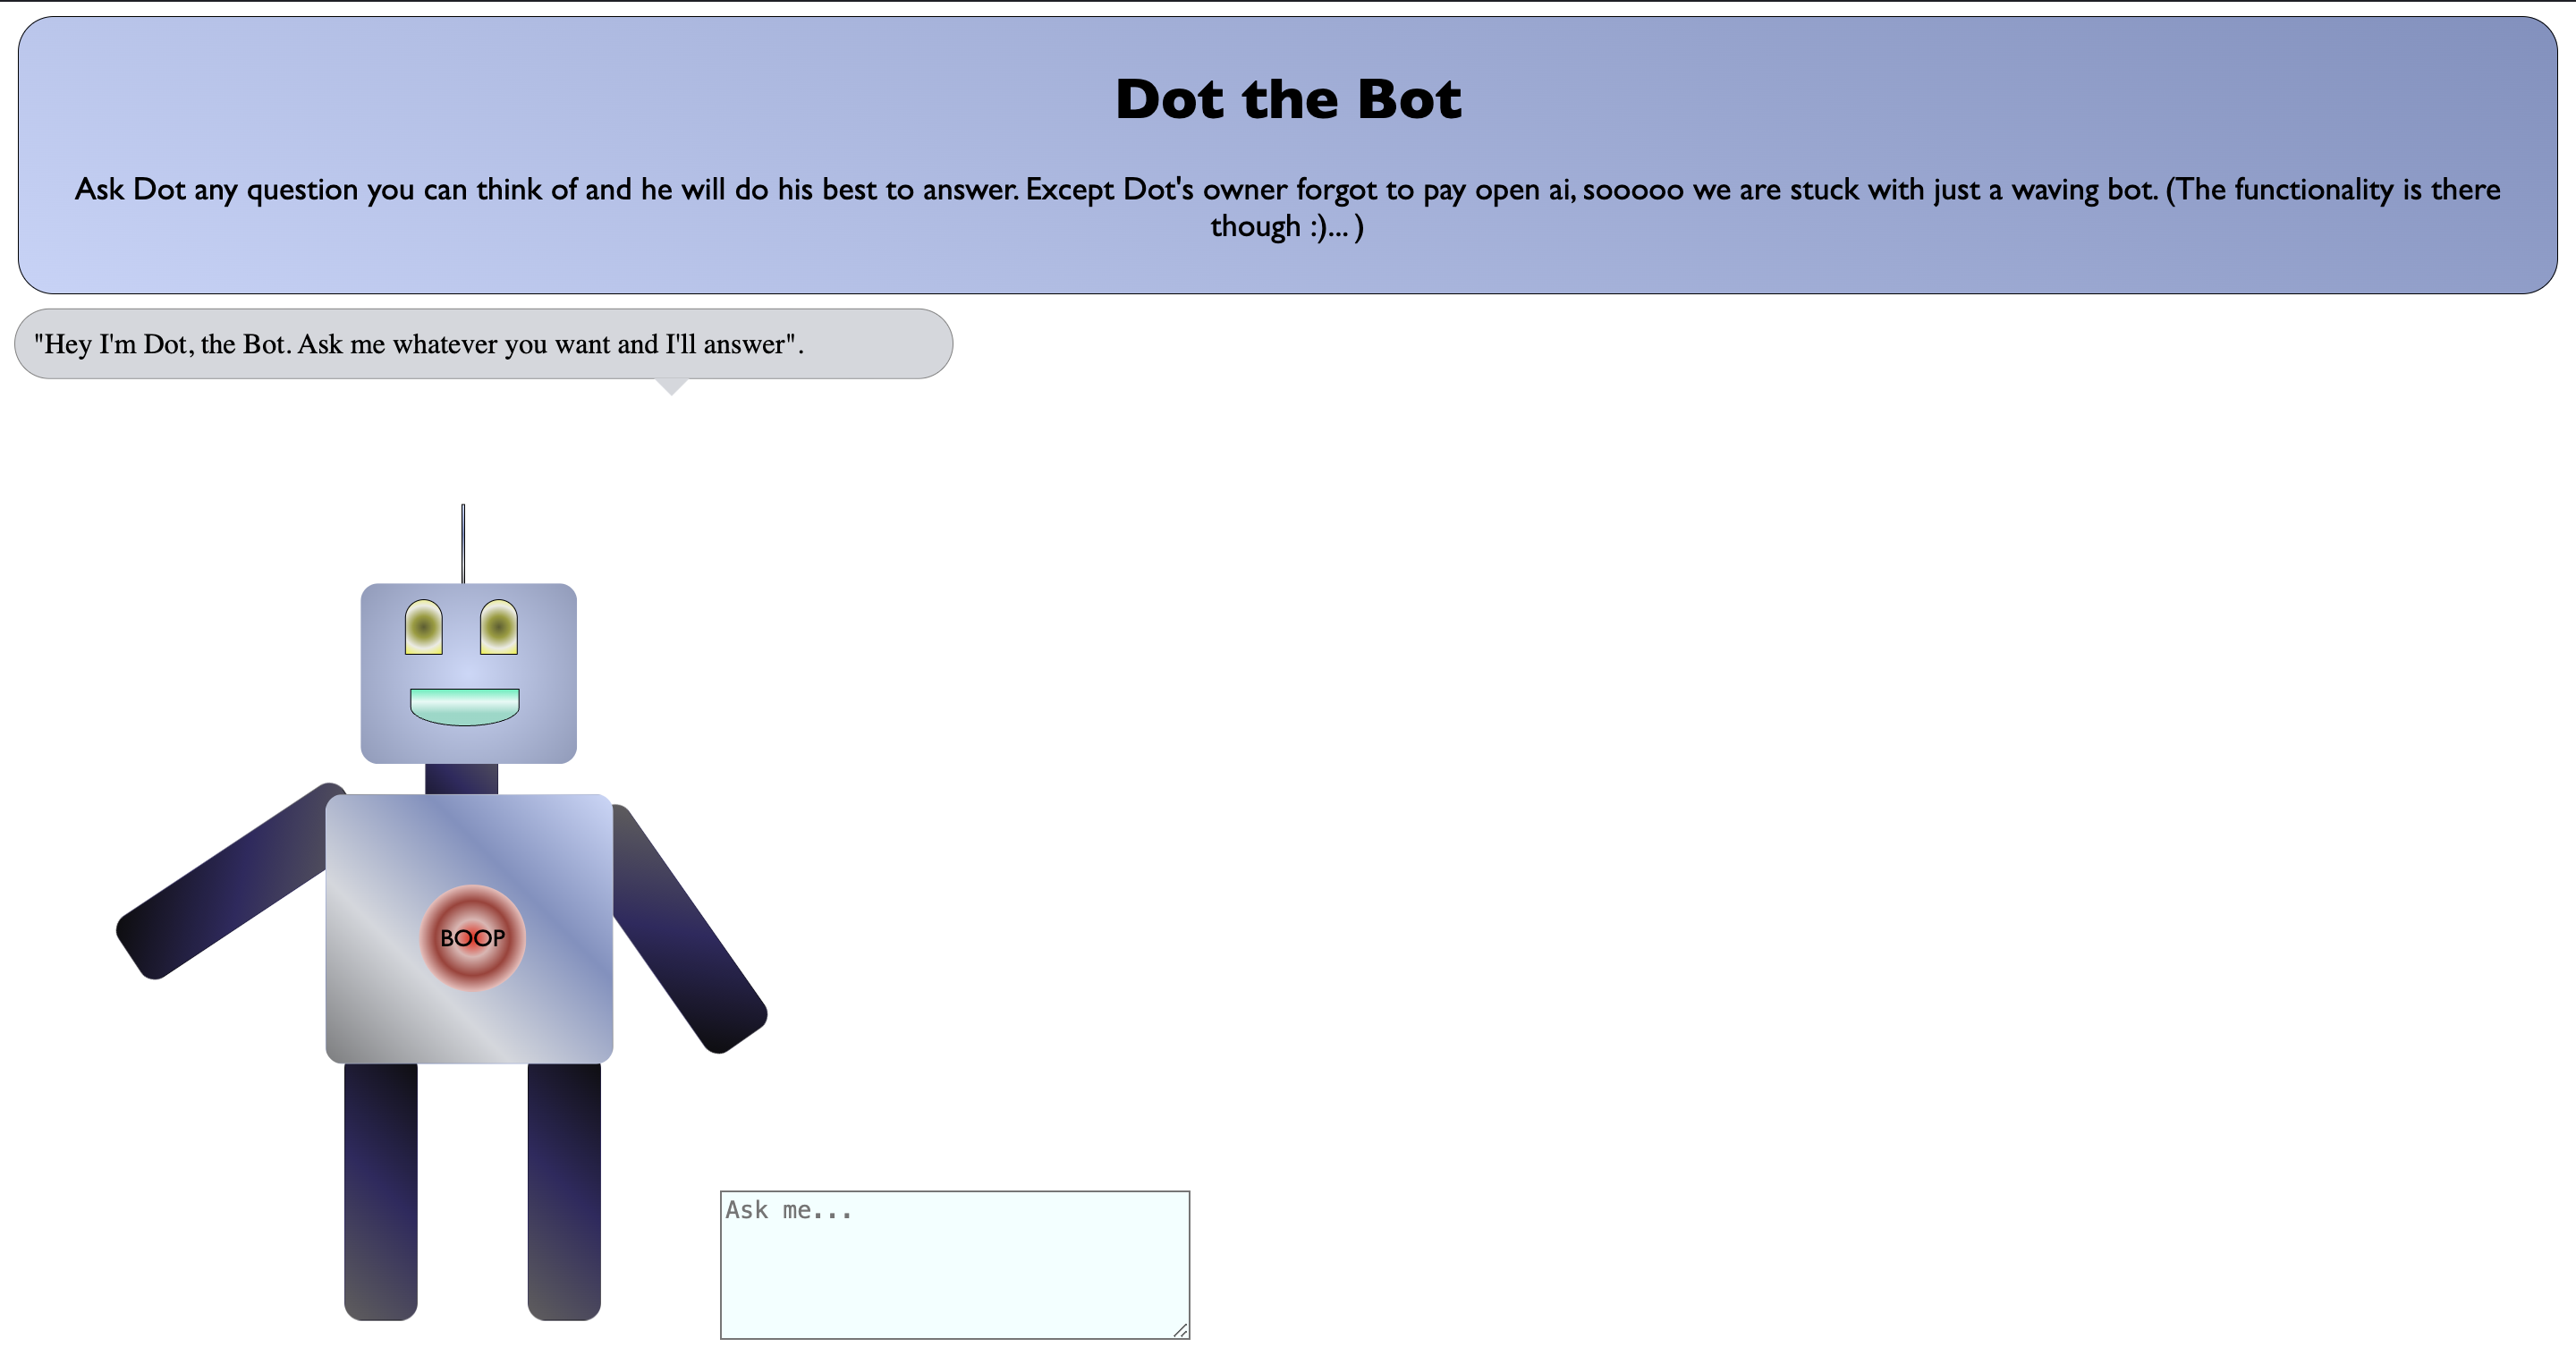 Dot the Bot
Ask Dot any question you can think of and he will do his best to answer. Except Dot's owner forgot to pay open ai, sooooo we are stuck with just a waving bot. (The functionality is there
though :)... )
"Hey I'm Dot, the Bot. Ask me whatever you want and I'll answer".
BOOP
Ask me...